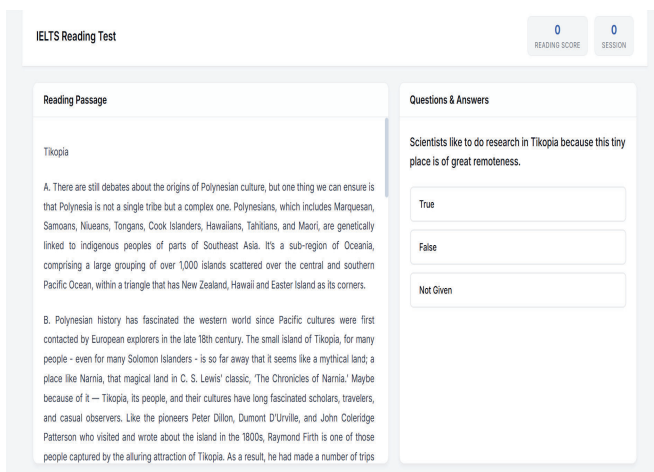 IELTS Reading Test
0
READING SCORE
0
SESSION
Reading Passage
Tikopia
A. There are still debates about the origins of Polynesian culture, but one thing we can ensure is
that Polynesia is not a single tribe but a complex one. Polynesians, which includes Marquesan,
Samoans, Niueans, Tongans, Cook Islanders, Hawaiians, Tahitians, and Maori, are genetically
linked to indigenous peoples of parts of Southeast Asia. It's a sub-region of Oceania,
comprising a large grouping of over 1,000 islands scattered over the central and southern
Pacific Ocean, within a triangle that has New Zealand, Hawaii and Easter Island as its corners.
B. Polynesian history has fascinated the western world since Pacific cultures were first
contacted by European explorers in the late 18th century. The small island of Tikopia, for many
people - even for many Solomon Islanders - is so far away that it seems like a mythical land; a
place like Narnia, that magical land in C. S. Lewis' classic, 'The Chronicles of Narnia.' Maybe
because of it — Tikopia, its people, and their cultures have long fascinated scholars, travelers,
and casual observers. Like the pioneers Peter Dillon, Dumont D'Urville, and John Coleridge
Patterson who visited and wrote about the island in the 1800s, Raymond Firth is one of those
people captured by the alluring attraction of Tikopia. As a result, he had made a number of trips
Questions & Answers
Scientists like to do research in Tikopia because this tiny
place is of great remoteness.
True
False
Not Given